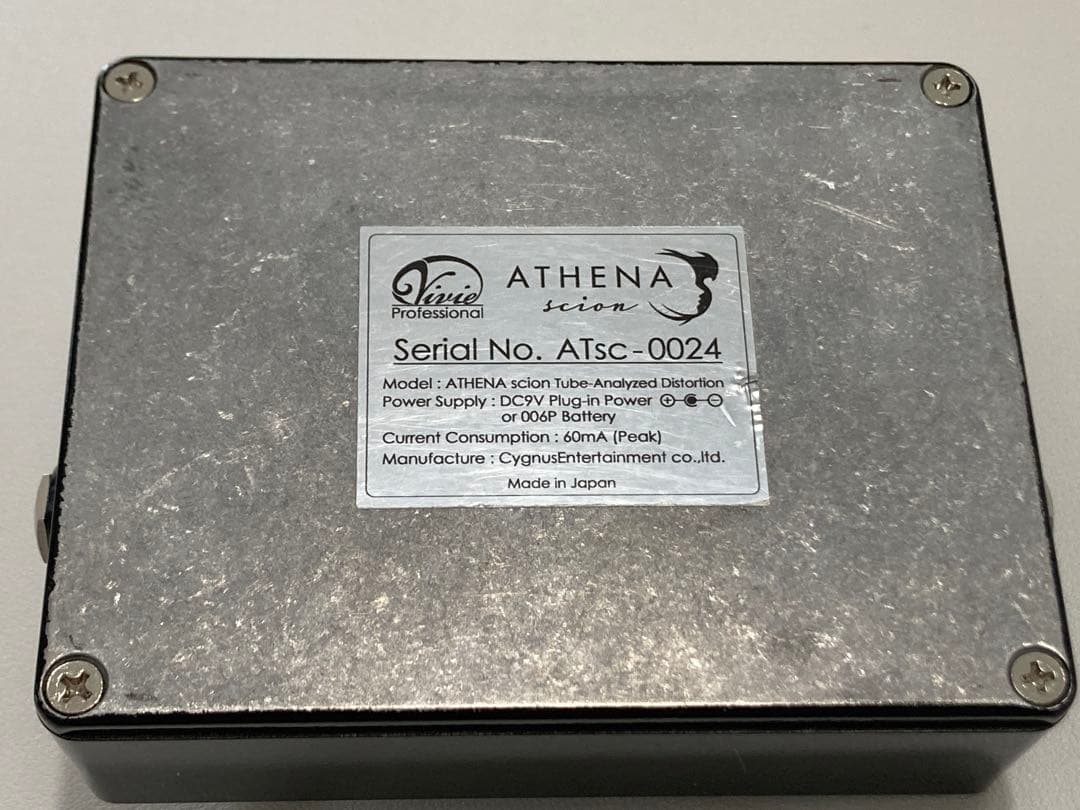 Vivie
Professional
ATHENA
scion
Serial No. ATsc-0024
Model : ATHENA scion Tube-Analyzed Distortion
Power Supply : DC9V Plug-in Power
or 006P Battery
Current Consumption : 60mA (Peak)
Manufacture : CygnusEntertainment co.,ltd.
Made in Japan